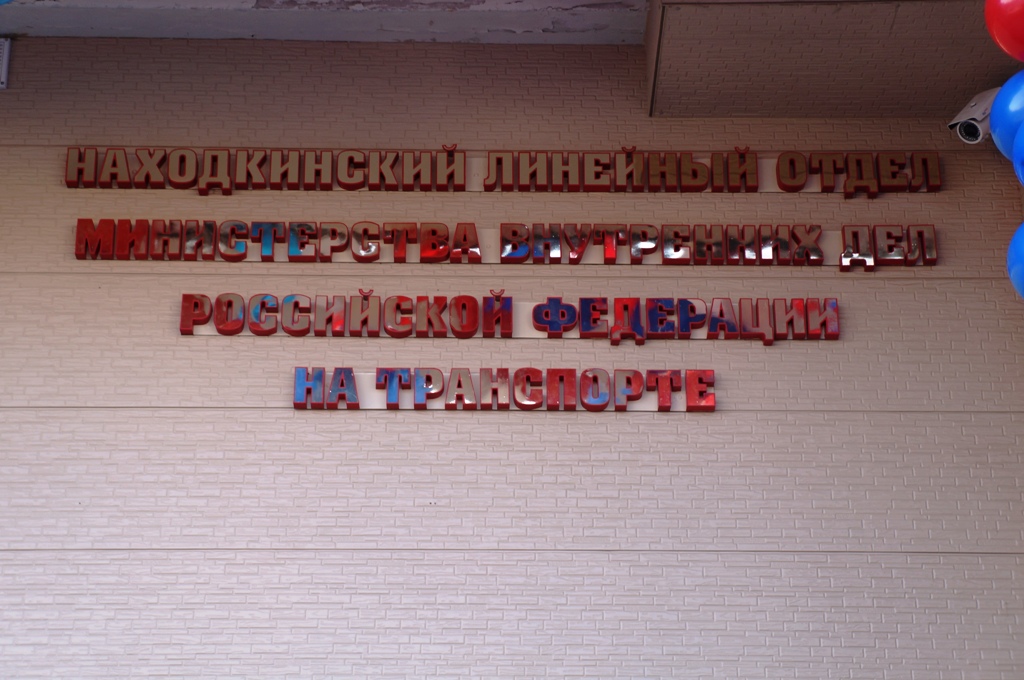 НАХОДКИНСКИЙ ЛИНЕЙНЫЙ ОТДЕЛ
МИНИСТЕРСТВА ВНУТРЕННИХ ДЕЛ
РОССИЙСКОЙ ФЕДЕРАЦИИ
НА ТРАНСПОРТЕ